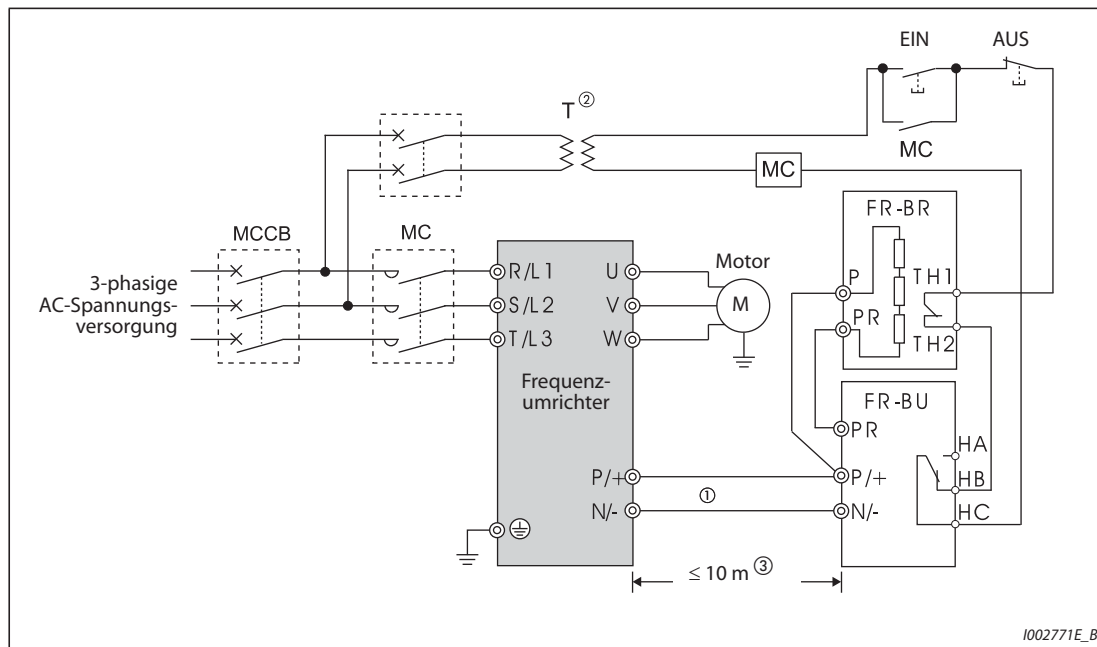 EIN
AUS
T ②
MC
MC
FR-BR
MCCB
MC
3-phasige
AC-Spannungs-
versorgung
R/L1
S/L2
T/L3
U
V
W
Motor
M
P
PR
TH1
TH2
Frequenz-
umrichter
FR-BU
PR
HA
HB
HC
P/+
N/-
①
P/+
N/-
≤ 10 m ③
I002771E_B